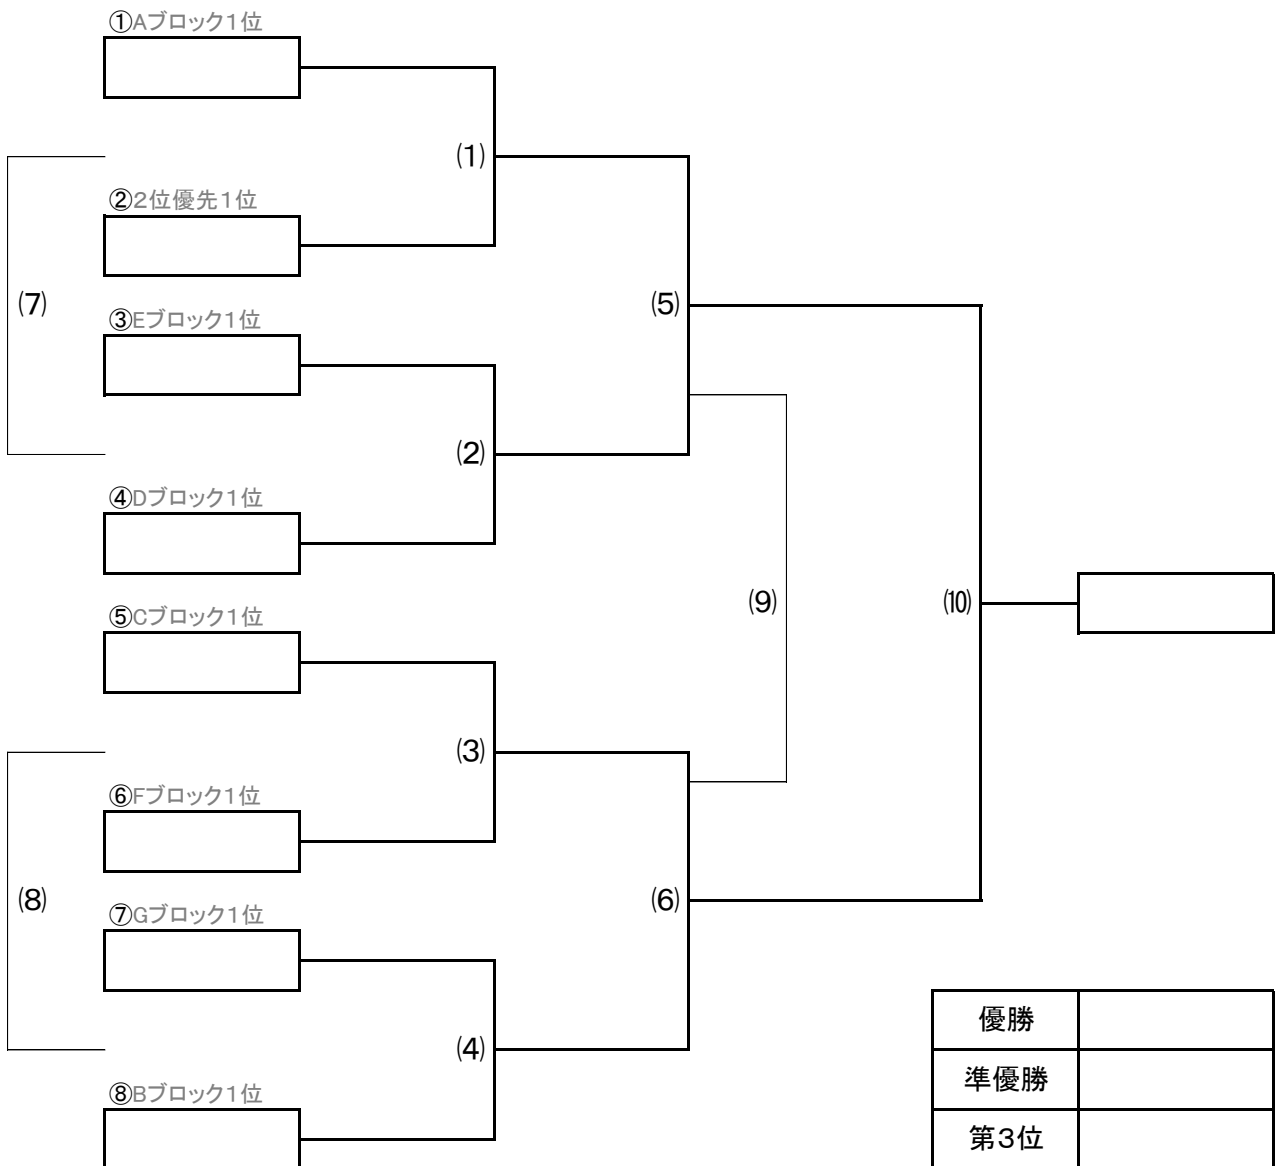 ①Aブロック1位
(1)
②2位優先1位
(7)
(5)
③Eブロック1位
(2)
④Dブロック1位
(9)
(10)
⑤Cブロック1位
(3)
⑥Fブロック1位
(8)
(6)
⑦Gブロック1位
優勝
(4)
準優勝
⑧Bブロック1位
第3位